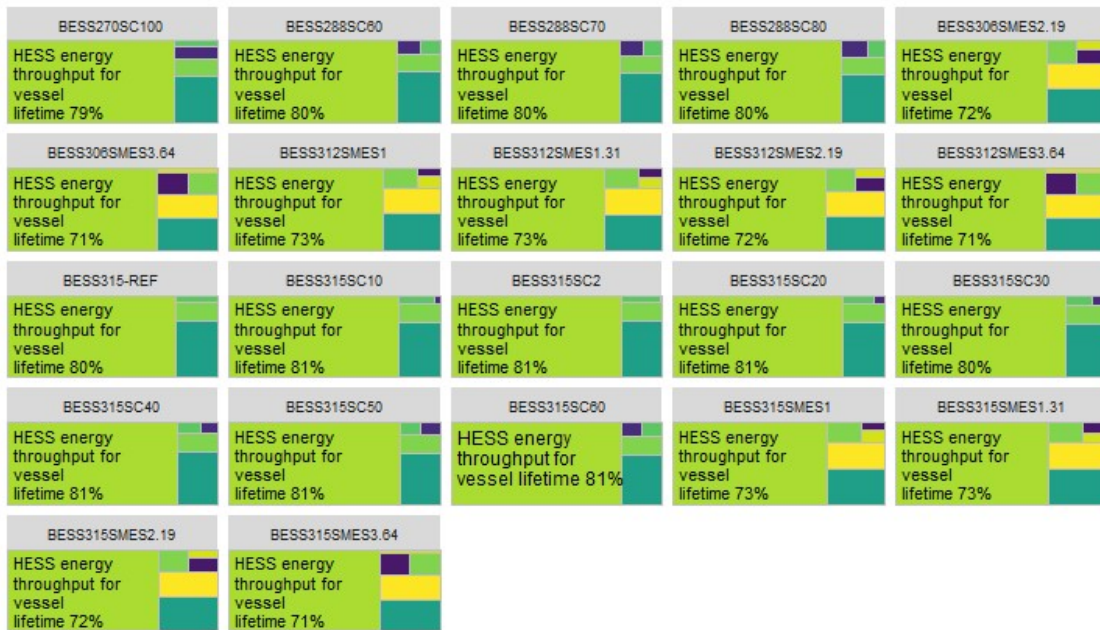 BESS270SC100
HESS energy
throughput for
vessel
lifetime 79%
BESS288SC60
HESS energy
throughput for
vessel
lifetime 80%
BESS288SC70
HESS energy
throughput for
vessel
lifetime 80%
BESS288SC80
HESS energy
throughput for
vessel
lifetime 80%
BESS306SMES2.19
HESS energy
throughput for
vessel
lifetime 72%
BESS306SMES3.64
HESS energy
throughput for
vessel
lifetime 71%
BESS312SMES1
HESS energy
throughput for
vessel
lifetime 73%
BESS312SMES1.31
HESS energy
throughput for
vessel
lifetime 73%
BESS312SMES2.19
HESS energy
throughput for
vessel
lifetime 72%
BESS312SMES3.64
HESS energy
throughput for
vessel
lifetime 71%
BESS315-REF
HESS energy
throughput for
vessel
lifetime 80%
BESS315SC10
HESS energy
throughput for
vessel
lifetime 81%
BESS315SC2
HESS energy
throughput for
vessel
lifetime 81%
BESS315SC20
HESS energy
throughput for
vessel
lifetime 81%
BESS315SC30
HESS energy
throughput for
vessel
lifetime 80%
BESS315SC40
HESS energy
throughput for
vessel
lifetime 81%
BESS315SC50
HESS energy
throughput for
vessel
lifetime 81%
BESS315SC60
HESS energy
throughput for
vessel lifetime 81%
BESS315SMES1
HESS energy
throughput for
vessel
lifetime 73%
BESS315SMES1.31
HESS energy
throughput for
vessel
lifetime 73%
BESS315SMES2.19
HESS energy
throughput for
vessel
lifetime 72%
BESS315SMES3.64
HESS energy
throughput for
vessel
lifetime 71%